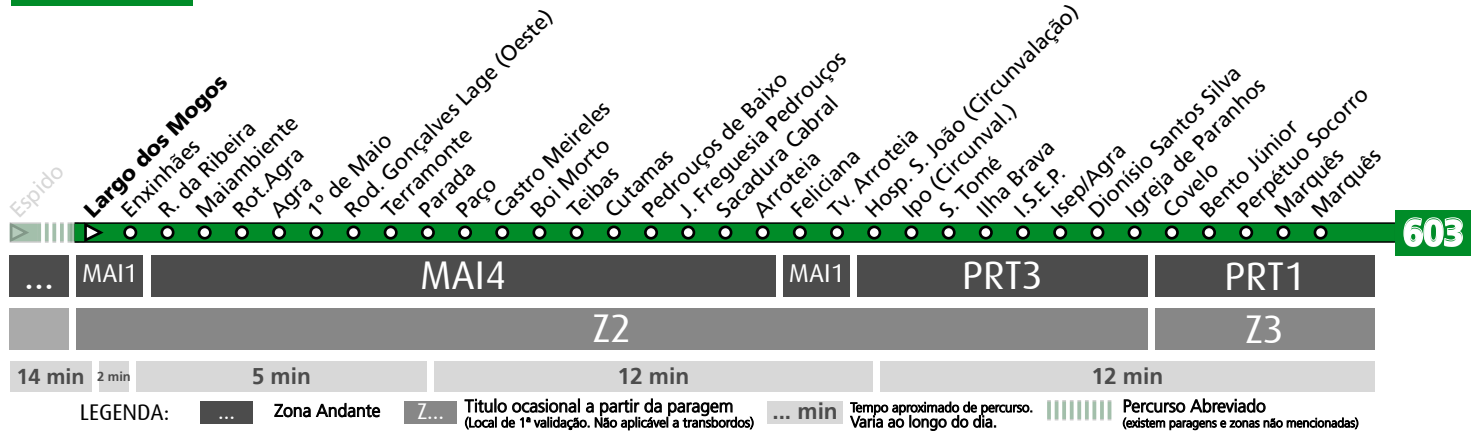 Espido
Largo dos Mogos
Enxinhães
R. da Ribeira
Maiambiente
Rot.Agra
Agra
1º de Maio
Rod. Gonçalves Lage (Oeste)
Terramonte
Parada
Paço
Castro Meireles
Boi Morto
Teibas
Cutamas
Pedrouços de Baixo
J. Freguesia Pedrouços
Sacadura Cabral
Arroteia
Feliciana
Tv. Arroteia
Hosp. S. João (Circunvalação)
Ipo (Circunval.)
S. Tomé
Ilha Brava
I.S.E.P.
Isep/Agra
Dionísio Santos Silva
Igreja de Paranhos
Covelo
Bento Júnior
Perpétuo Socorro
Marquês
Marquês
603
... MAI1 MAI4 MAI1 PRT3 PRT1
Z2 Z3
14 min 2 min 5 min 12 min 12 min
LEGENDA: ... Zona Andante Z... Titulo ocasional a partir da paragem
(Local de 1ª validação. Não aplicável a transbordos)
... min Tempo aproximado de percurso.
Varia ao longo do dia.
Percurso Abreviado
(existem paragens e zonas não mencionadas)